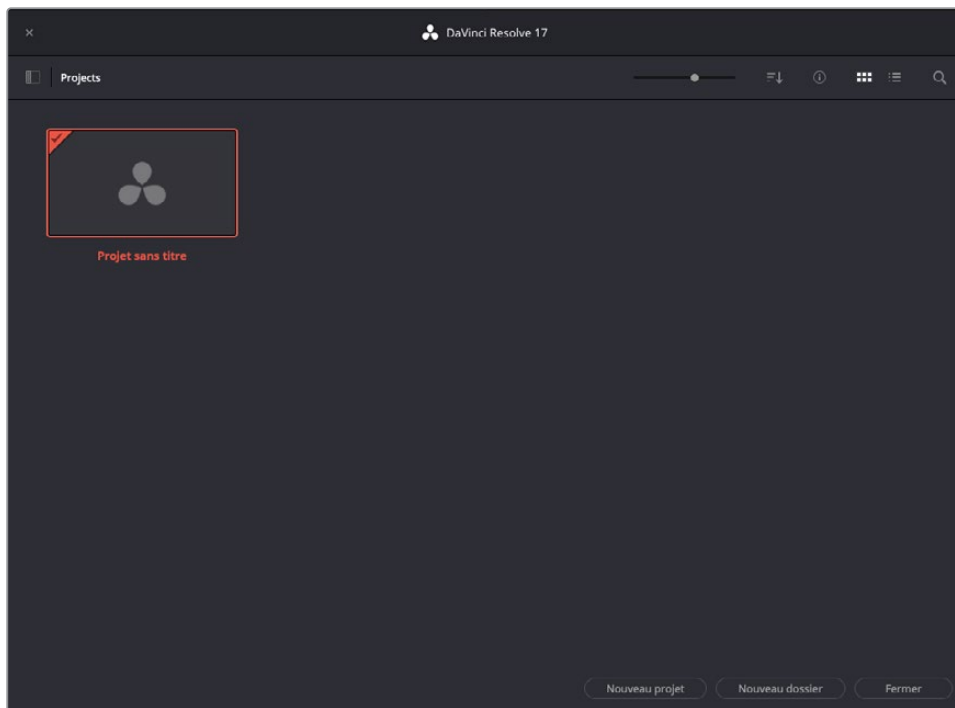 DaVinci Resolve 17
Projects
Projet sans titre
Nouveau projet Nouveau dossier Fermer